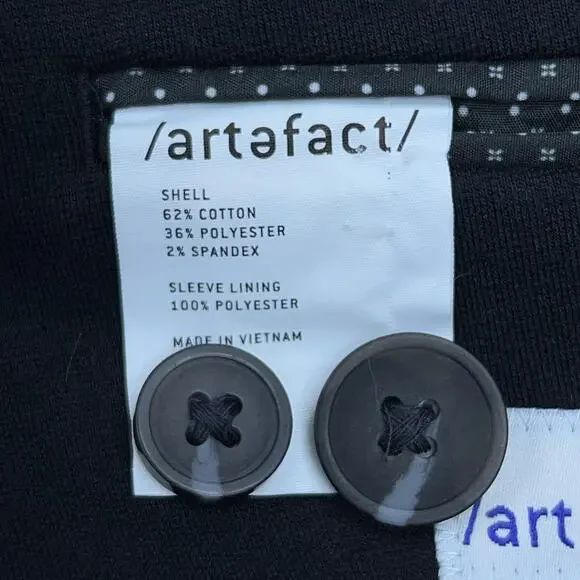 /artəfact/
SHELL
62% COTTON
36% POLYESTER
2% SPANDEX
SLEEVE LINING
100% POLYESTER
MADE IN VIETNAM
/art